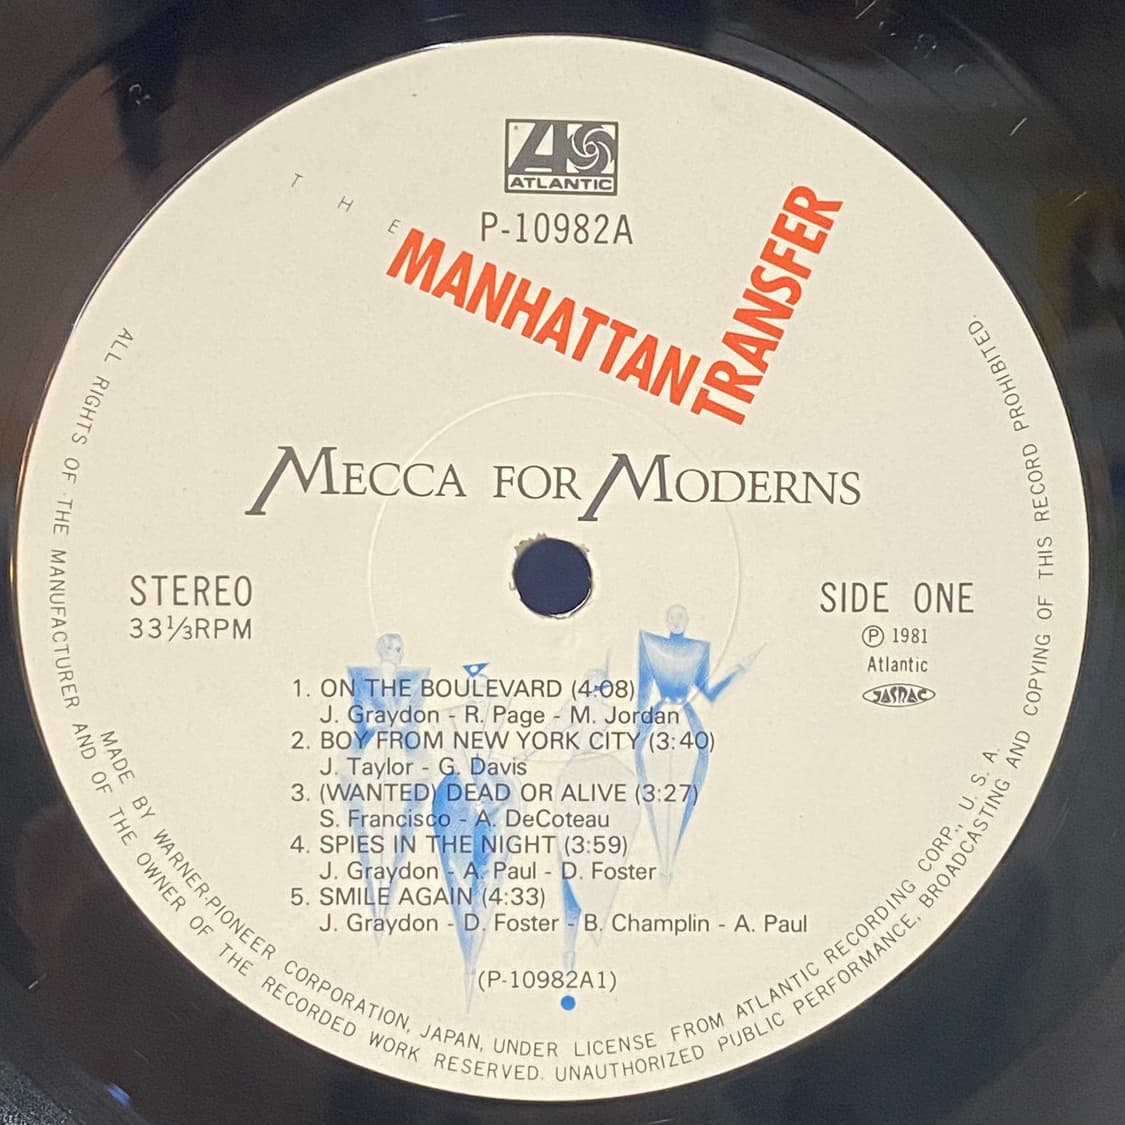 ATLANTIC
P-10982A
THE
MANHATTAN
TRANSFER
MECCA FOR MODERNS
STEREO
33⅓RPM
SIDE ONE
Ⓟ 1981
Atlantic
JASRAC
1. ON THE BOULEVARD (4:08)
J. Graydon - R. Page - M. Jordan
2. BOY FROM NEW YORK CITY (3:40)
J. Taylor - G. Davis
3. (WANTED) DEAD OR ALIVE (3:27)
S. Francisco - A. DeCoteau
4. SPIES IN THE NIGHT (3:59)
J. Graydon - A. Paul - D. Foster
5. SMILE AGAIN (4:33)
J. Graydon - D. Foster - B. Champlin - A. Paul
(P-10982A1)
MADE BY WARNER-PIONEER CORPORATION, JAPAN, UNDER LICENSE FROM ATLANTIC RECORDING CORP., U. S. A.
ALL RIGHTS OF THE MANUFACTURER AND OF THE OWNER OF THE RECORDED WORK RESERVED. UNAUTHORIZED PUBLIC PERFORMANCE, BROADCASTING AND COPYING OF THIS RECORD PROHIBITED.